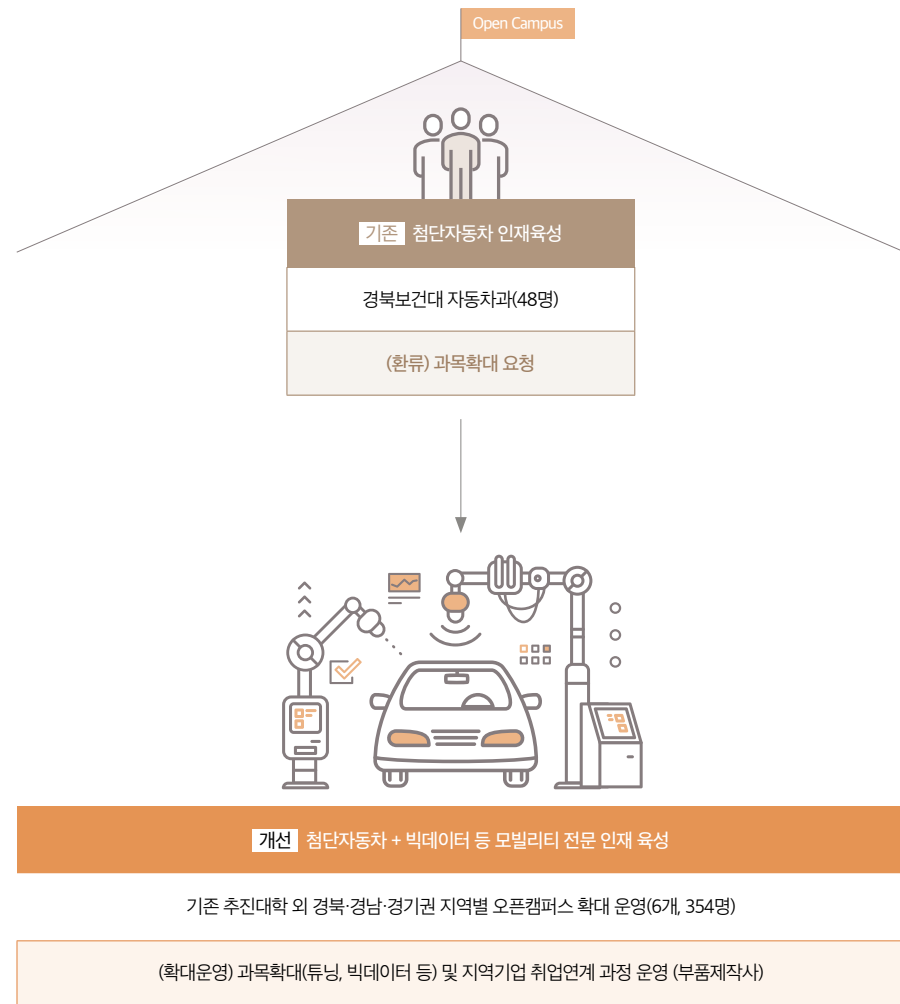 Open Campus
기존 첨단자동차 인재육성
경북보건대 자동차과(48명)
(환류) 과목확대 요청
개선 첨단자동차 + 빅데이터 등 모빌리티 전문 인재 육성
기존 추진대학 외 경북·경남·경기권 지역별 오픈캠퍼스 확대 운영(6개, 354명)
(확대운영) 과목확대(튜닝, 빅데이터 등) 및 지역기업 취업연계 과정 운영 (부품제작사)